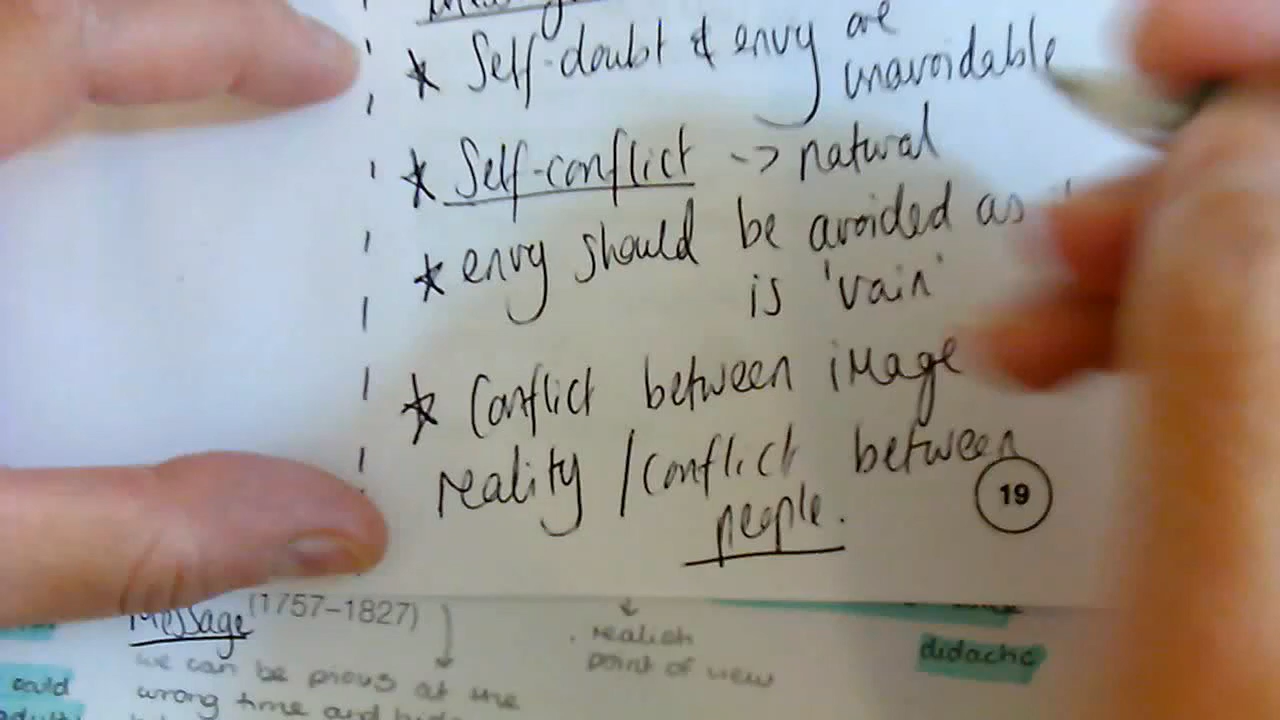 * Self-doubt & envy are
unavoidable
* Self-conflict -> natural
* envy should be avoided as
is 'vain'
* Conflict between image
reality / conflict between
people.
19
Message (1757–1827)
we can be pious at the
wrong time and
realish
point of view
didactic
could